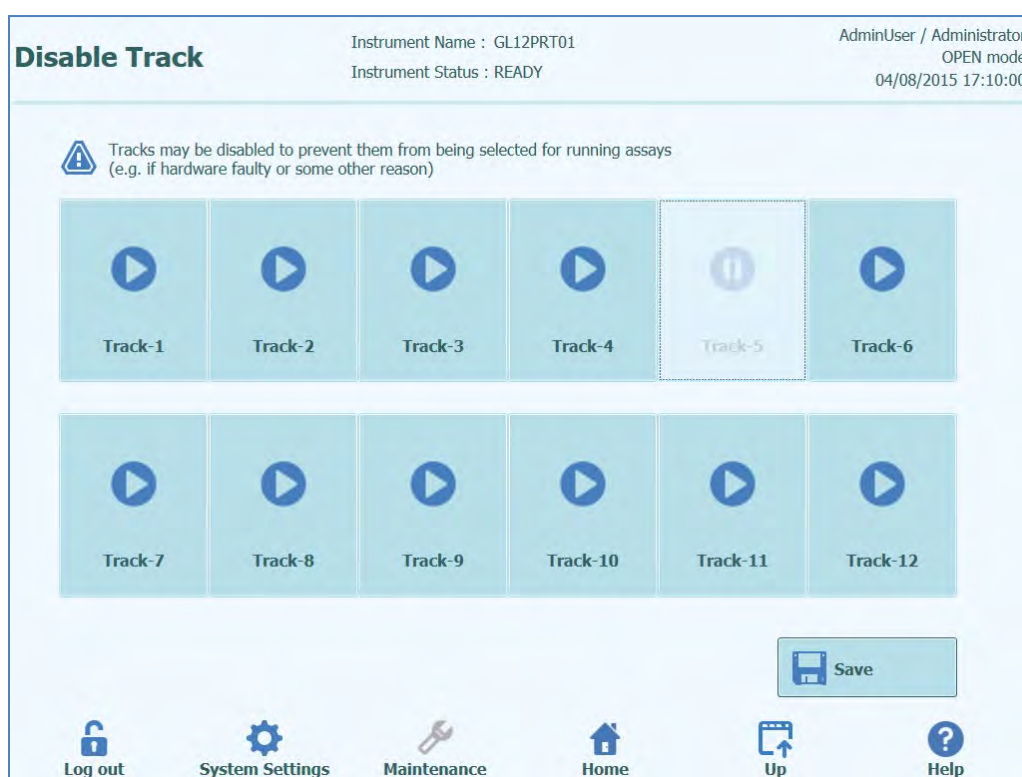 Disable Track
Instrument Name : GL12PRT01
Instrument Status : READY
AdminUser / Administrator
OPEN mode
04/08/2015 17:10:00
Tracks may be disabled to prevent them from being selected for running assays
(e.g. if hardware faulty or some other reason)
Track-1 Track-2 Track-3 Track-4 Track-5 Track-6
Track-7 Track-8 Track-9 Track-10 Track-11 Track-12
Save
Log out System Settings Maintenance Home Up Help